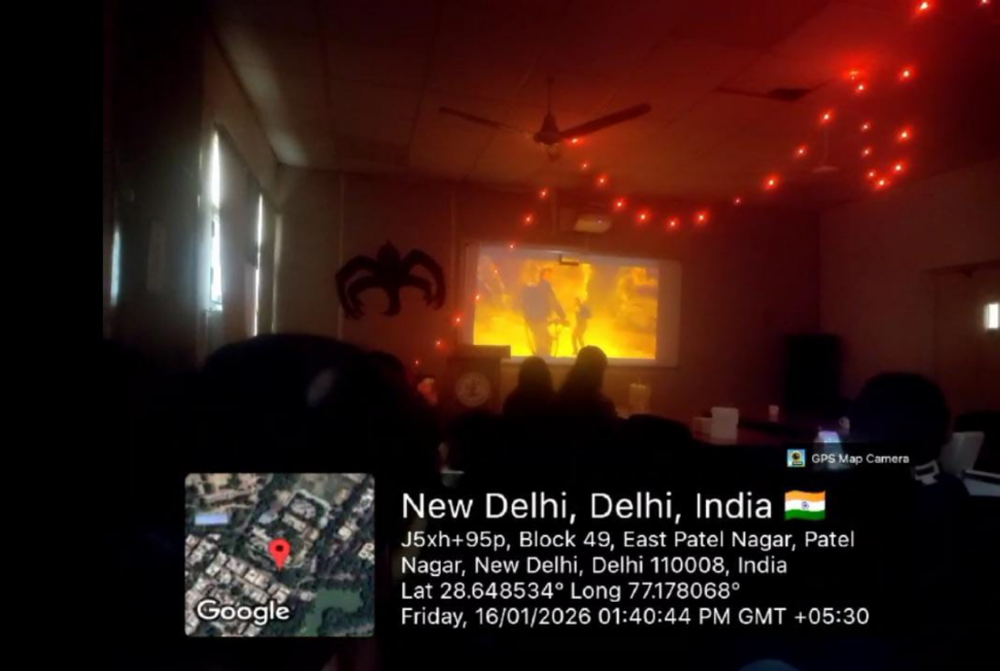 GPS Map Camera
New Delhi, Delhi, India
J5xh+95p, Block 49, East Patel Nagar, Patel
Nagar, New Delhi, Delhi 110008, India
Lat 28.648534° Long 77.178068°
Friday, 16/01/2026 01:40:44 PM GMT +05:30
Google